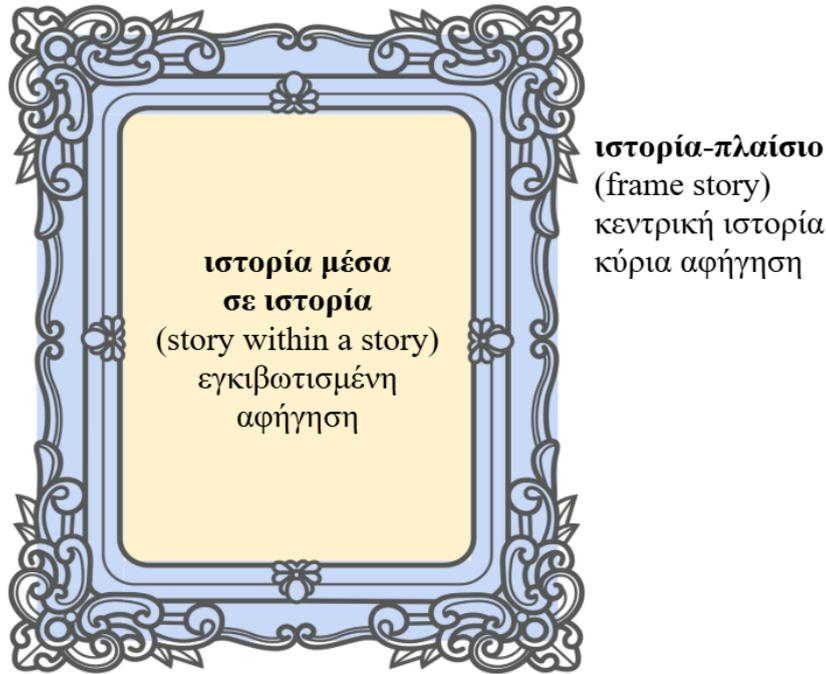 ιστορία-πλαίσιο
(frame story)
κεντρική ιστορία
κύρια αφήγηση
ιστορία μέσα
σε ιστορία
(story within a story)
εγκιβωτισμένη
αφήγηση